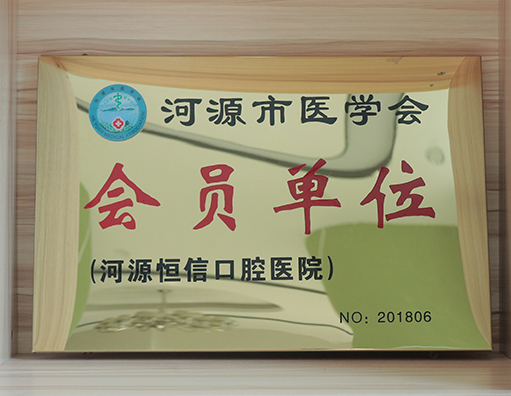 河源市医学会
会员单位
(河源恒信口腔医院)
NO: 201806